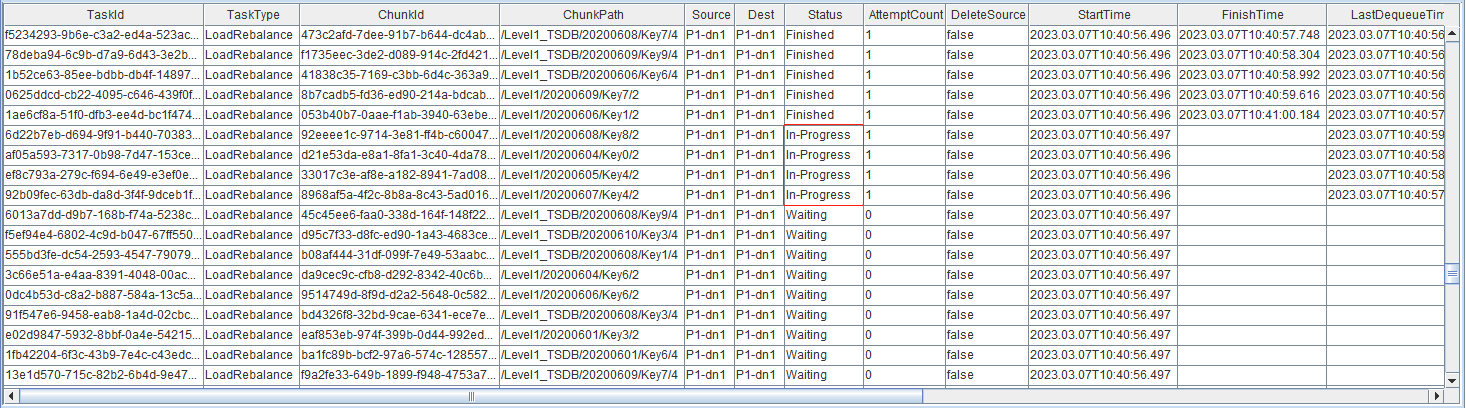 TaskId TaskType ChunkId ChunkPath Source Dest Status AttemptCount DeleteSource StartTime FinishTime LastDequeueTim
f5234293-9b6e-c3a2-ed4a-523ac... LoadRebalance 473c2afd-7dee-91b7-b644-dc4ab... /Level1_TSDB/20200608/Key7/4 P1-dn1 P1-dn1 Finished 1 false 2023.03.07T10:40:56.496 2023.03.07T10:40:57.748 2023.03.07T10:40:56
78deba94-6c9b-d7a9-6d43-3e2b... LoadRebalance f1735eec-3de2-d089-914c-2fd421... /Level1_TSDB/20200609/Key9/4 P1-dn1 P1-dn1 Finished 1 false 2023.03.07T10:40:56.496 2023.03.07T10:40:58.304 2023.03.07T10:40:56
1b52ce63-85ee-bdbb-db4f-14897... LoadRebalance 41838c35-7169-c3bb-6d4c-363a9... /Level1_TSDB/20200606/Key6/4 P1-dn1 P1-dn1 Finished 1 false 2023.03.07T10:40:56.496 2023.03.07T10:40:58.992 2023.03.07T10:40:56
0625ddcd-cb22-4095-c646-439f0f... LoadRebalance 8b7cadb5-fd36-ed90-214a-bdcab... /Level1/20200609/Key7/2 P1-dn1 P1-dn1 Finished 1 false 2023.03.07T10:40:56.496 2023.03.07T10:40:59.616 2023.03.07T10:40:56
1ae6cf8a-51f0-dfb3-ee4d-bc1f474... LoadRebalance 053b40b7-0aae-f1ab-3940-63ebe... /Level1/20200606/Key1/2 P1-dn1 P1-dn1 Finished 1 false 2023.03.07T10:40:56.496 2023.03.07T10:41:00.184 2023.03.07T10:40:57
6d22b7eb-d694-9f91-b440-70383... LoadRebalance 92eeee1c-9714-3e81-ff4b-c60047... /Level1/20200608/Key8/2 P1-dn1 P1-dn1 In-Progress 1 false 2023.03.07T10:40:56.496 2023.03.07T10:40:59
af05a593-7317-0b98-7d47-153ce... LoadRebalance d21e53da-e8a1-8fa1-3c40-4da78... /Level1/20200604/Key0/2 P1-dn1 P1-dn1 In-Progress 1 false 2023.03.07T10:40:56.496 2023.03.07T10:40:58
ef8c793a-279c-f694-6e49-e3ef0e... LoadRebalance 33017c3e-af8e-a182-8941-7ad08... /Level1/20200605/Key4/2 P1-dn1 P1-dn1 In-Progress 1 false 2023.03.07T10:40:56.496 2023.03.07T10:40:58
92b09fec-63db-da8d-3f4f-9dceb1f... LoadRebalance 8968af5a-4f2c-8b8a-8c43-5ad016... /Level1/20200607/Key4/2 P1-dn1 P1-dn1 In-Progress 1 false 2023.03.07T10:40:56.496 2023.03.07T10:40:57
6013a7dd-d9b7-168b-f74a-5238c... LoadRebalance 45c45ee6-faa0-338d-164f-148f22... /Level1_TSDB/20200608/Key9/4 P1-dn1 P1-dn1 Waiting 0 false 2023.03.07T10:40:56.497
f5ef94e4-6802-4c9d-b047-67ff550... LoadRebalance d95c7f33-d8fc-ed90-1a43-4683ce... /Level1_TSDB/20200610/Key3/4 P1-dn1 P1-dn1 Waiting 0 false 2023.03.07T10:40:56.497
555bd3fe-dc54-2593-4547-79079... LoadRebalance b08af444-31df-099f-7e49-53aabc... /Level1_TSDB/20200608/Key1/4 P1-dn1 P1-dn1 Waiting 0 false 2023.03.07T10:40:56.497
3c66e51a-e4aa-8391-4048-00ac... LoadRebalance da9cec9c-cfb8-d292-8342-40c6b... /Level1/20200604/Key6/2 P1-dn1 P1-dn1 Waiting 0 false 2023.03.07T10:40:56.497
0dc4b53d-c8a2-b887-584a-13c5a... LoadRebalance 9514749d-8f9d-d2a2-5648-0c582... /Level1/20200606/Key6/2 P1-dn1 P1-dn1 Waiting 0 false 2023.03.07T10:40:56.497
91f547e6-9458-eab8-1a4d-02cbc... LoadRebalance bd4326f8-32bd-9cae-6341-ece7e... /Level1_TSDB/20200608/Key3/4 P1-dn1 P1-dn1 Waiting 0 false 2023.03.07T10:40:56.497
e02d9847-5932-8bbf-0a4e-54215... LoadRebalance eaf853eb-974f-399b-0d44-992ed... /Level1/20200601/Key3/2 P1-dn1 P1-dn1 Waiting 0 false 2023.03.07T10:40:56.497
1fb42204-6f3c-43b9-7e4c-c43edc... LoadRebalance ba1fc89b-bcf2-97a6-574c-128557... /Level1_TSDB/20200601/Key6/4 P1-dn1 P1-dn1 Waiting 0 false 2023.03.07T10:40:56.497
13e1d570-715c-82b2-6b4d-9e47... LoadRebalance f9a2fe33-649b-1899-f948-4753a7... /Level1_TSDB/20200609/Key7/4 P1-dn1 P1-dn1 Waiting 0 false 2023.03.07T10:40:56.497